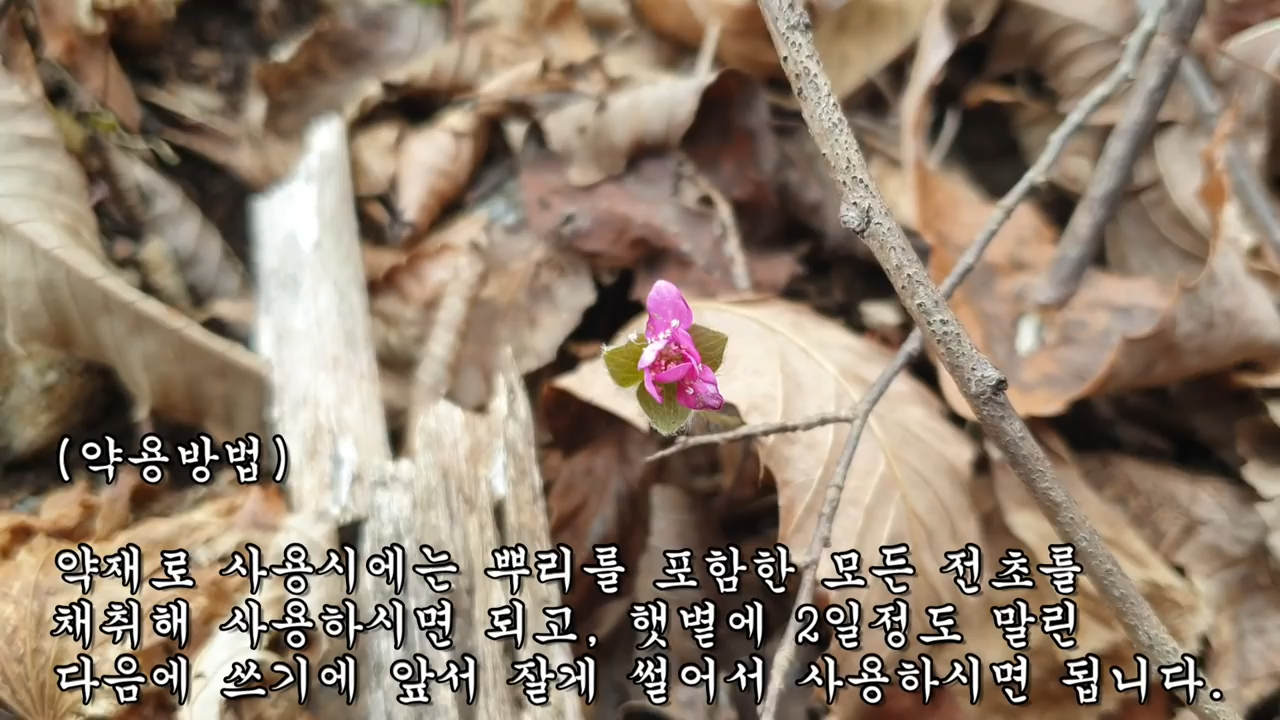 (약용방법)
약재로 사용시에는 뿌리를 포함한 모든 전초를
채취해 사용하시면 되고, 햇볕에 2일정도 말린
다음에 쓰기에 앞서 잘게 썰어서 사용하시면 됩니다.